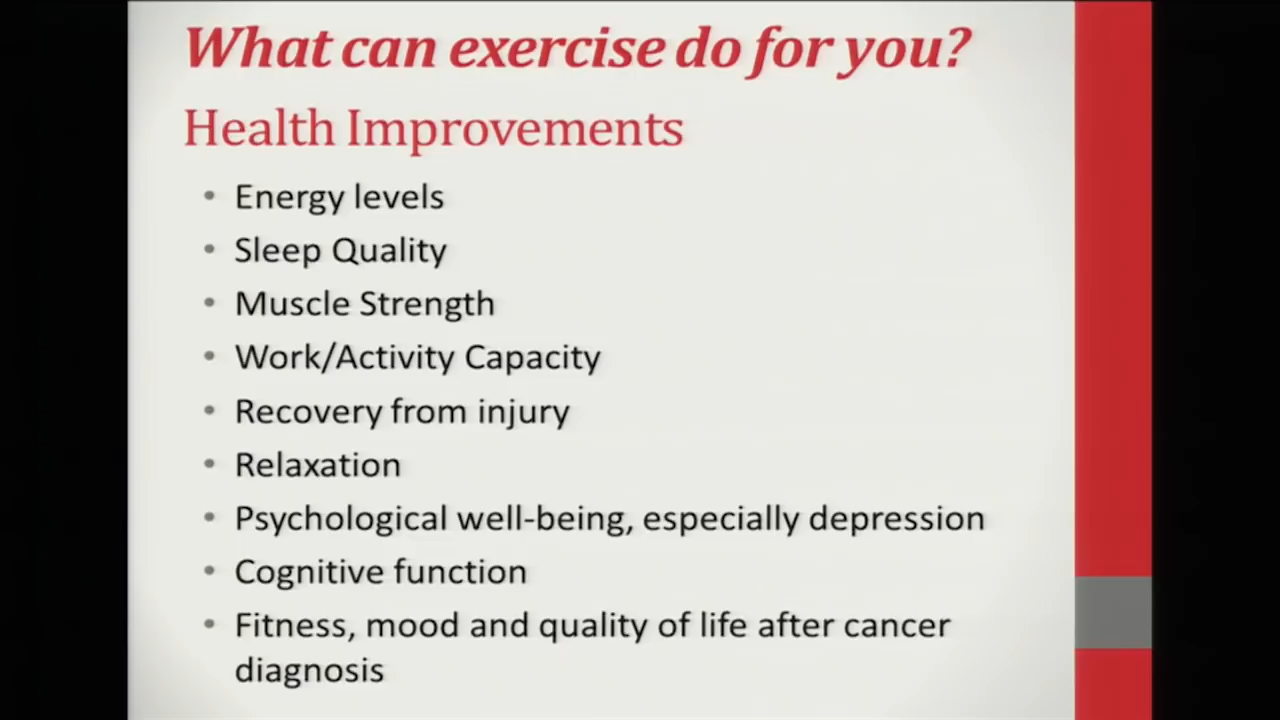 What can exercise do for you?
Health Improvements
• Energy levels
• Sleep Quality
• Muscle Strength
• Work/Activity Capacity
• Recovery from injury
• Relaxation
• Psychological well-being, especially depression
• Cognitive function
• Fitness, mood and quality of life after cancer
diagnosis